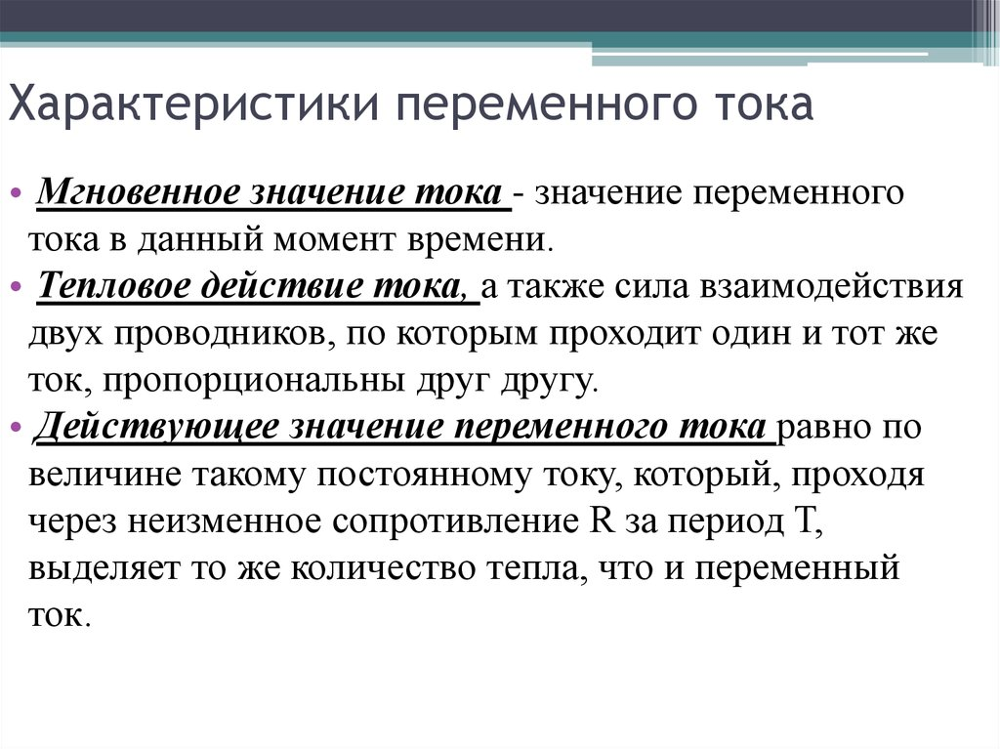 Характеристики переменного тока
• Мгновенное значение тока - значение переменного
тока в данный момент времени.
• Тепловое действие тока, а также сила взаимодействия
двух проводников, по которым проходит один и тот же
ток, пропорциональны друг другу.
• Действующее значение переменного тока равно по
величине такому постоянному току, который, проходя
через неизменное сопротивление R за период T,
выделяет то же количество тепла, что и переменный
ток.